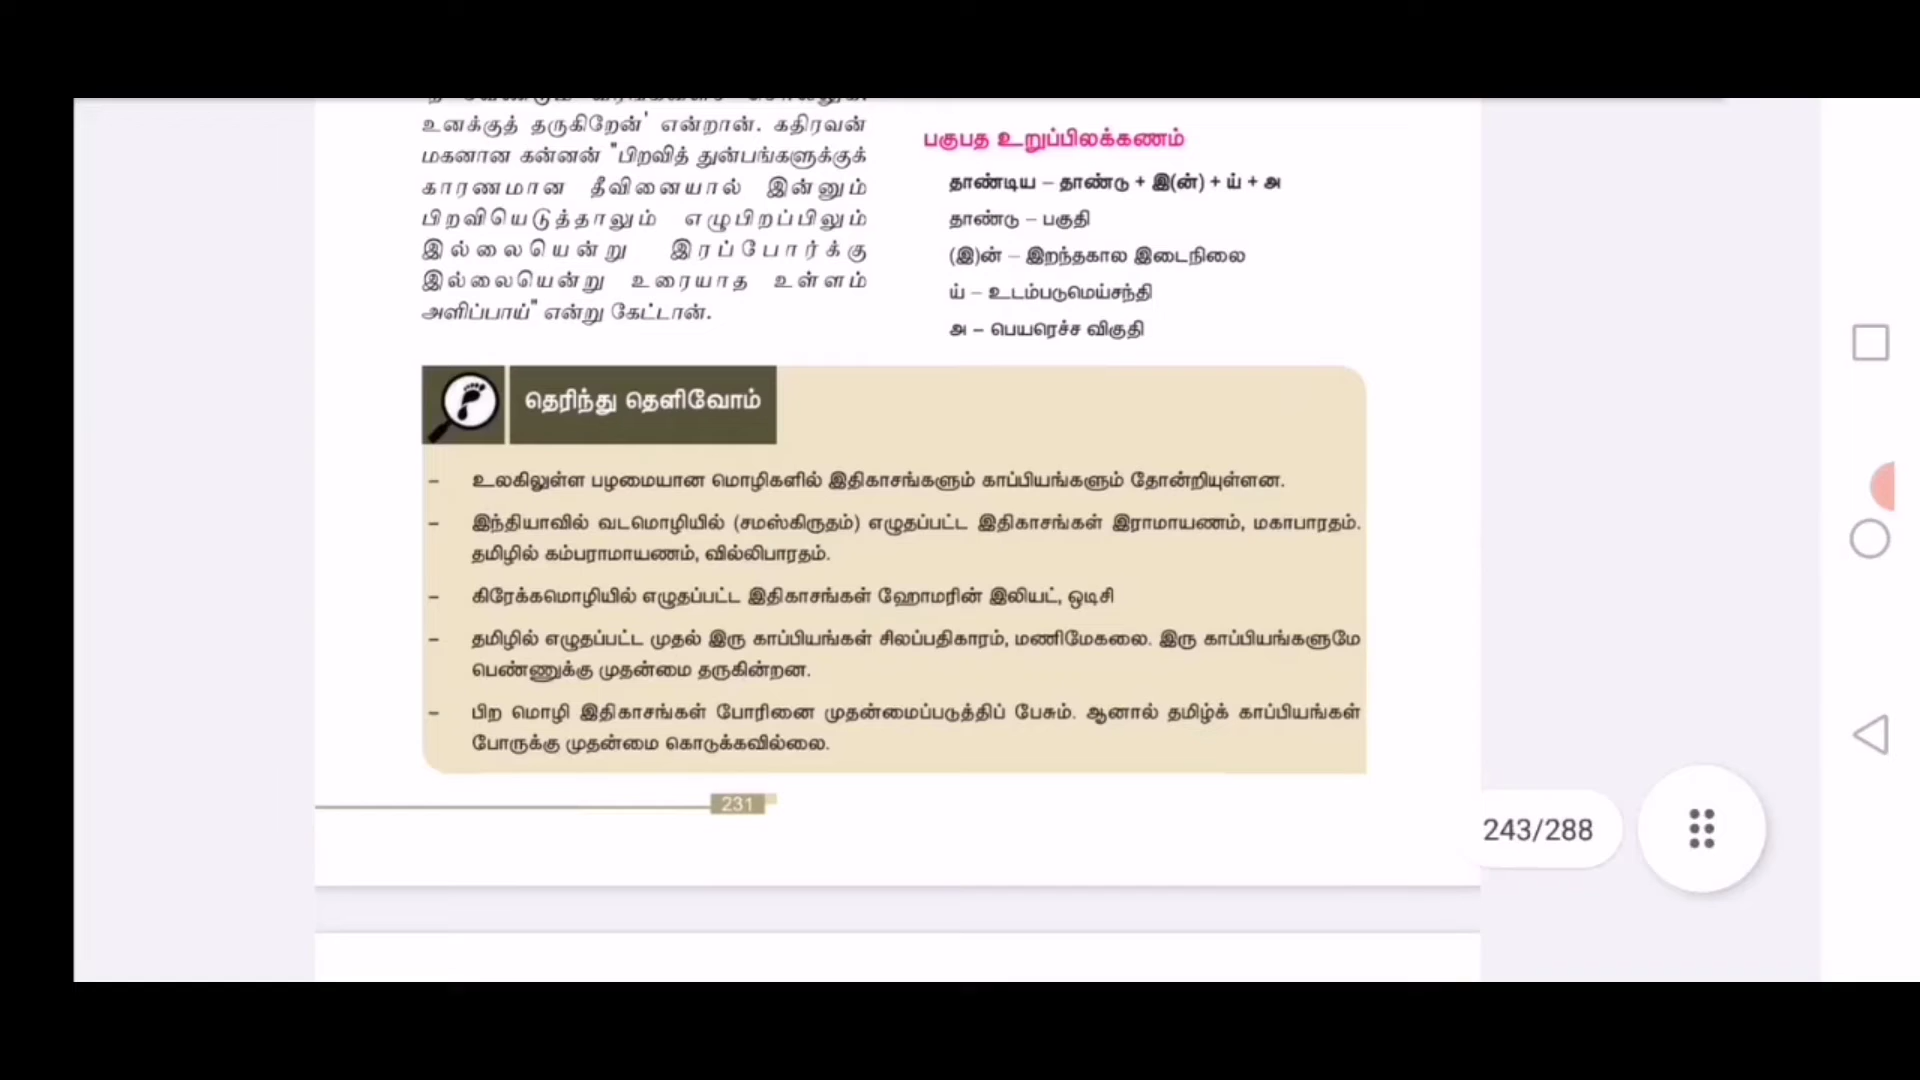 உனக்குத் தருகிறேன்' என்றான். கதிரவன்
மகனான கன்னன் "பிறவித் துன்பங்களுக்குக்
காரணமான தீவினையால் இன்னும்
பிறவியெடுத்தாலும் எழுபிறப்பிலும்
இல்லையென்று இரப்போர்க்கு
இல்லையென்று உரையாத உள்ளம்
அளிப்பாய்" என்று கேட்டான்.
பகுபத உறுப்பிலக்கணம்
தாண்டிய – தாண்டு + இ(ன்) + ய் + அ
தாண்டு – பகுதி
(இ)ன் – இறந்தகால இடைநிலை
ய் – உடம்படுமெய்சந்தி
அ – பெயரெச்ச விகுதி
தெரிந்து தெளிவோம்
– உலகிலுள்ள பழமையான மொழிகளில் இதிகாசங்களும் காப்பியங்களும் தோன்றியுள்ளன.
– இந்தியாவில் வடமொழியில் (சமஸ்கிருதம்) எழுதப்பட்ட இதிகாசங்கள் இராமாயணம், மகாபாரதம்.
தமிழில் கம்பராமாயணம், வில்லிபாரதம்.
– கிரேக்கமொழியில் எழுதப்பட்ட இதிகாசங்கள் ஹோமரின் இலியட், ஒடிசி
– தமிழில் எழுதப்பட்ட முதல் இரு காப்பியங்கள் சிலப்பதிகாரம், மணிமேகலை. இரு காப்பியங்களுமே
பெண்ணுக்கு முதன்மை தருகின்றன.
– பிற மொழி இதிகாசங்கள் போரினை முதன்மைப்படுத்திப் பேசும். ஆனால் தமிழ்க் காப்பியங்கள்
போருக்கு முதன்மை கொடுக்கவில்லை.
231
243/288